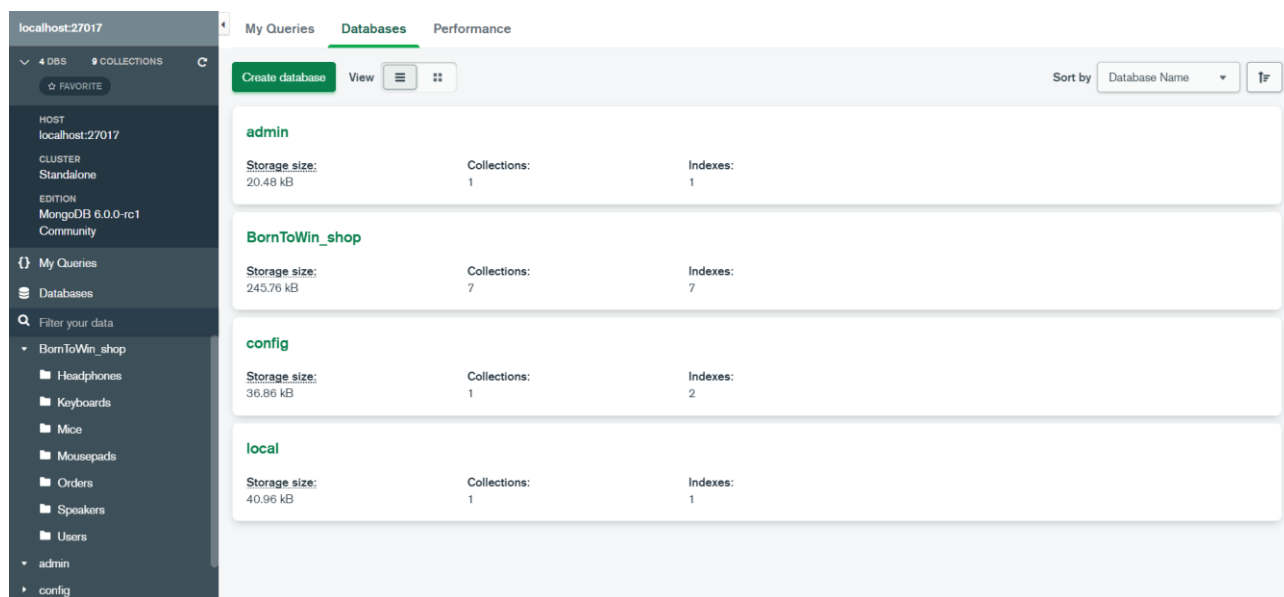 localhost:27017
4 DBS 9 COLLECTIONS
FAVORITE
HOST
localhost:27017
CLUSTER
Standalone
EDITION
MongoDB 6.0.0-rc1
Community
{} My Queries
Databases
Filter your data
BornToWin_shop
Headphones
Keyboards
Mice
Mousepads
Orders
Speakers
Users
admin
config
My Queries Databases Performance
Create database View Sort by Database Name
admin
Storage size: Collections: Indexes:
20.48 kB 1 1
BornToWin_shop
Storage size: Collections: Indexes:
245.76 kB 7 7
config
Storage size: Collections: Indexes:
36.86 kB 1 2
local
Storage size: Collections: Indexes:
40.96 kB 1 1